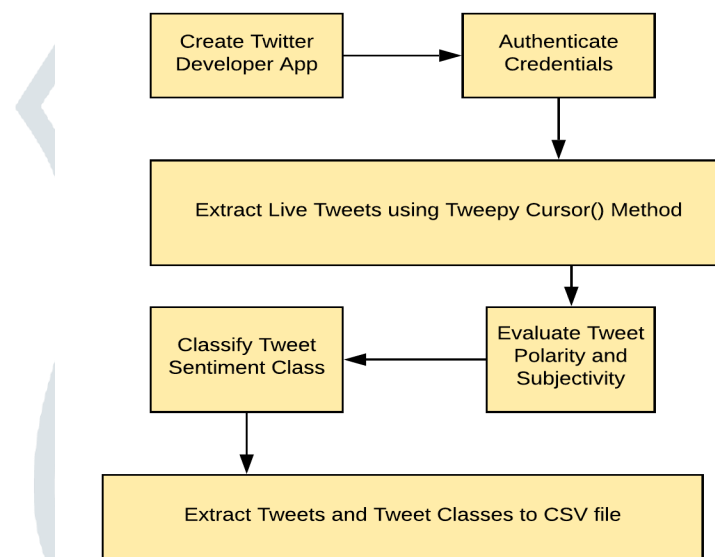 Create Twitter
Developer App
Authenticate
Credentials
Extract Live Tweets using Tweepy Cursor() Method
Evaluate Tweet
Polarity and
Subjectivity
Classify Tweet
Sentiment Class
Extract Tweets and Tweet Classes to CSV file